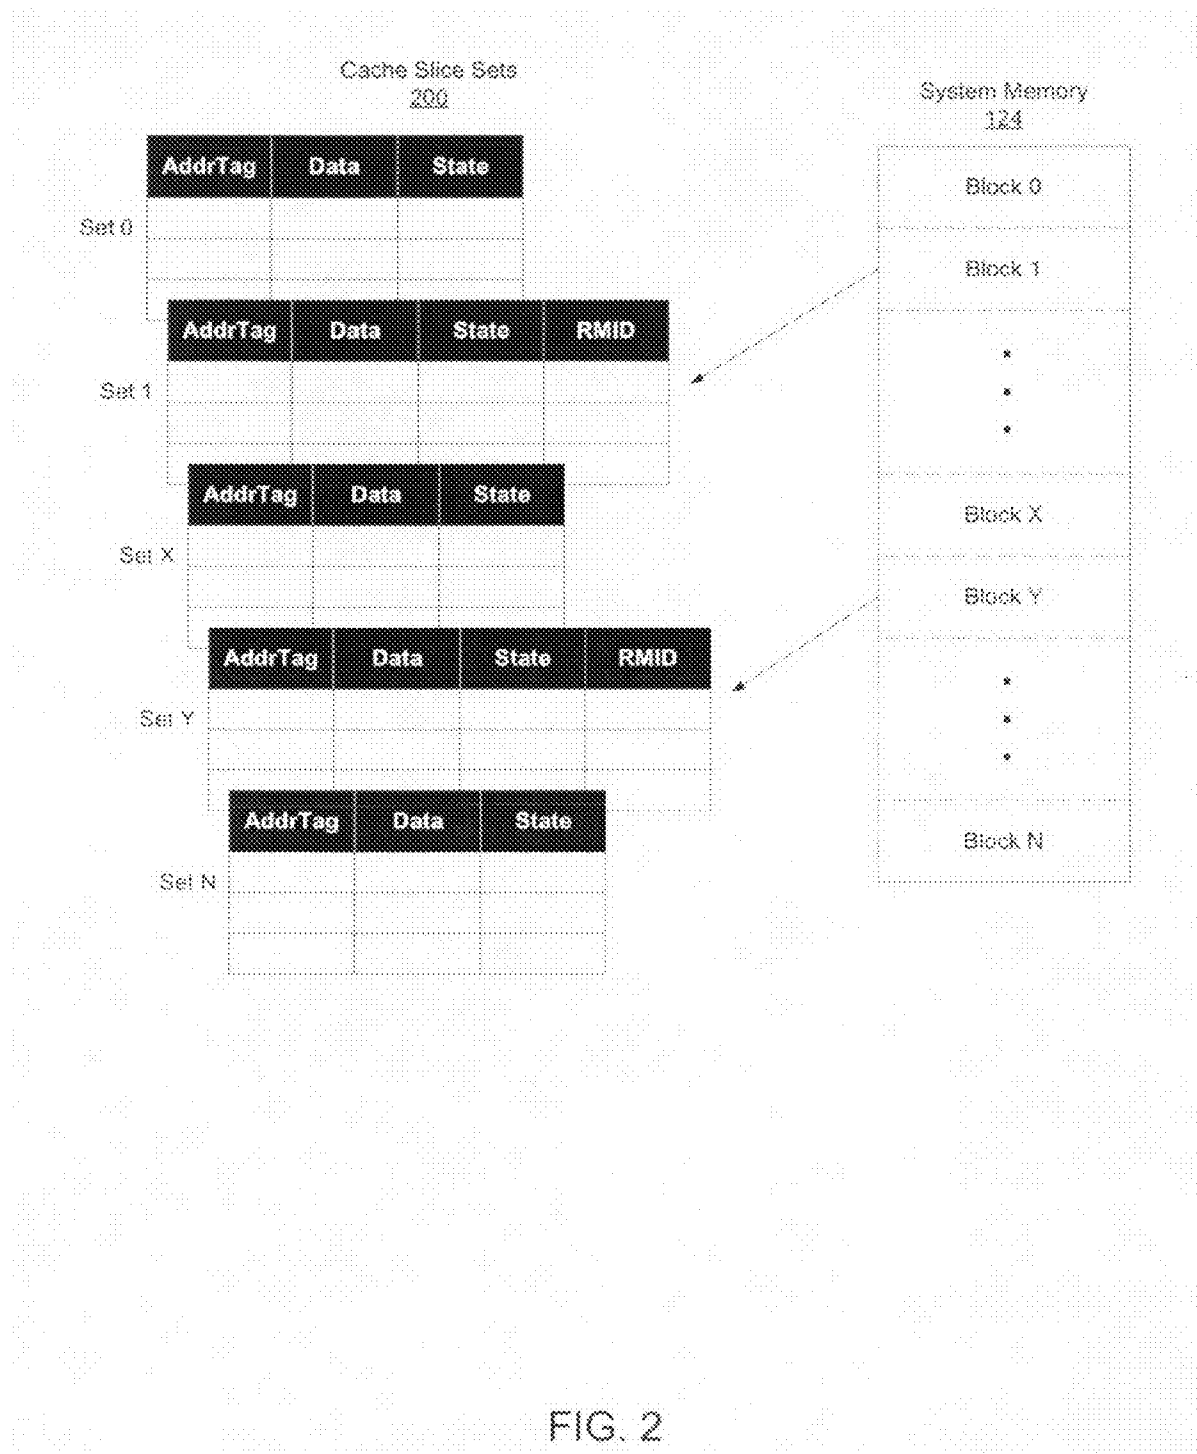 Cache Slice Sets
200
System Memory
124
AddrTag Data State
Set 0
Block 0
Block 1
AddrTag Data State RMID
Set 1
AddrTag Data State
Set X
Block X
Block Y
AddrTag Data State RMID
Set Y
AddrTag Data State
Set N
Block N
FIG. 2